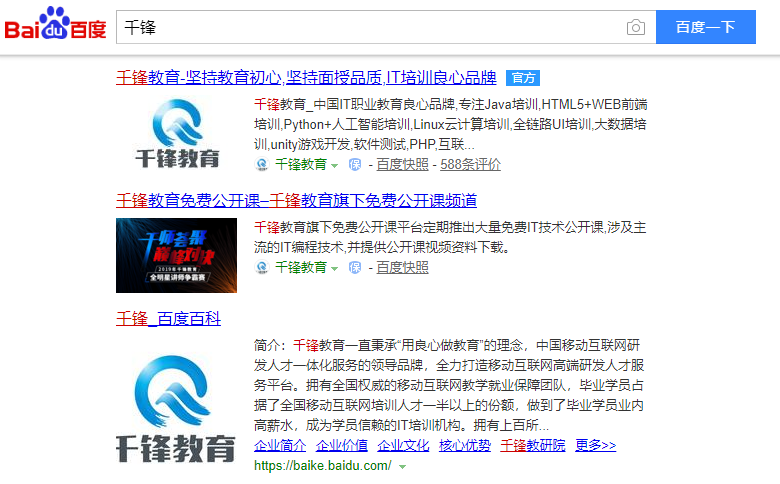 Bai du 百度 千锋 百度一下
千锋教育-坚持教育初心,坚持面授品质,IT培训良心品牌 官方
千锋教育
千锋教育_中国IT职业教育良心品牌,专注Java培训,HTML5+WEB前端
培训,Python+人工智能培训,Linux云计算培训,全链路UI培训,大数据培
训,unity游戏开发,软件测试,PHP,互联...
千锋教育 保 - 百度快照 - 588条评价
千锋教育免费公开课–千锋教育旗下免费公开课频道
千师荟聚
巅峰对决
2019年千锋教育
全明星讲师争霸赛
千锋教育旗下免费公开课平台定期推出大量免费IT技术公开课,涉及主
流的IT编程技术,并提供公开课视频资料下载。
千锋教育 保 - 百度快照
千锋_百度百科
千锋教育
简介：千锋教育一直秉承“用良心做教育”的理念，中国移动互联网研
发人才一体化服务的领导品牌，全力打造移动互联网高端研发人才服
务平台。拥有全国权威的移动互联网教学就业保障团队，毕业学员占
据了全国移动互联网培训人才一半以上的份额，做到了毕业学员业内
高薪水，成为学员信赖的IT培训机构。拥有上百所...
企业简介 企业价值 企业文化 核心优势 千锋教研院 更多>>
https://baike.baidu.com/